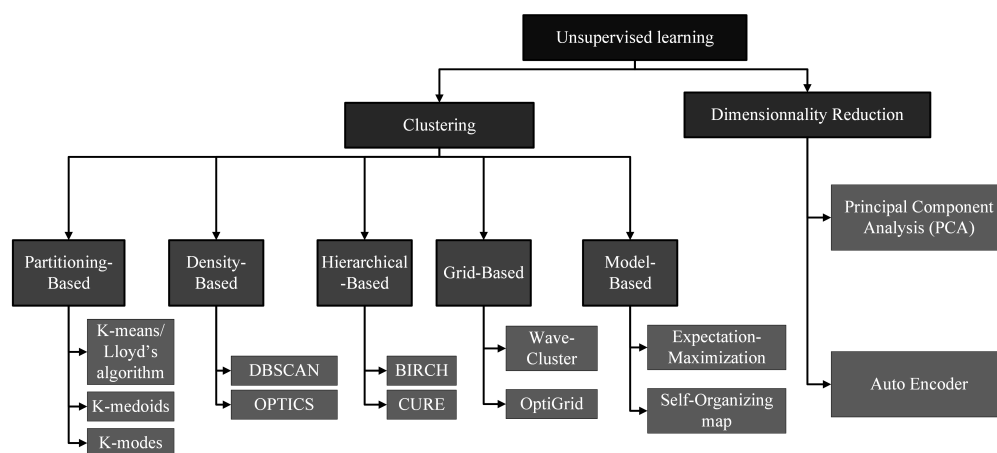 Unsupervised learning
Clustering
Dimensionnality Reduction
Principal Component
Analysis (PCA)
Partitioning-
Based
Density-
Based
Hierarchical
-Based
Grid-Based
Model-
Based
K-means/
Lloyd's
algorithm
K-medoids
K-modes
DBSCAN
OPTICS
BIRCH
CURE
Wave-
Cluster
OptiGrid
Expectation-
Maximization
Self-Organizing
map
Auto Encoder